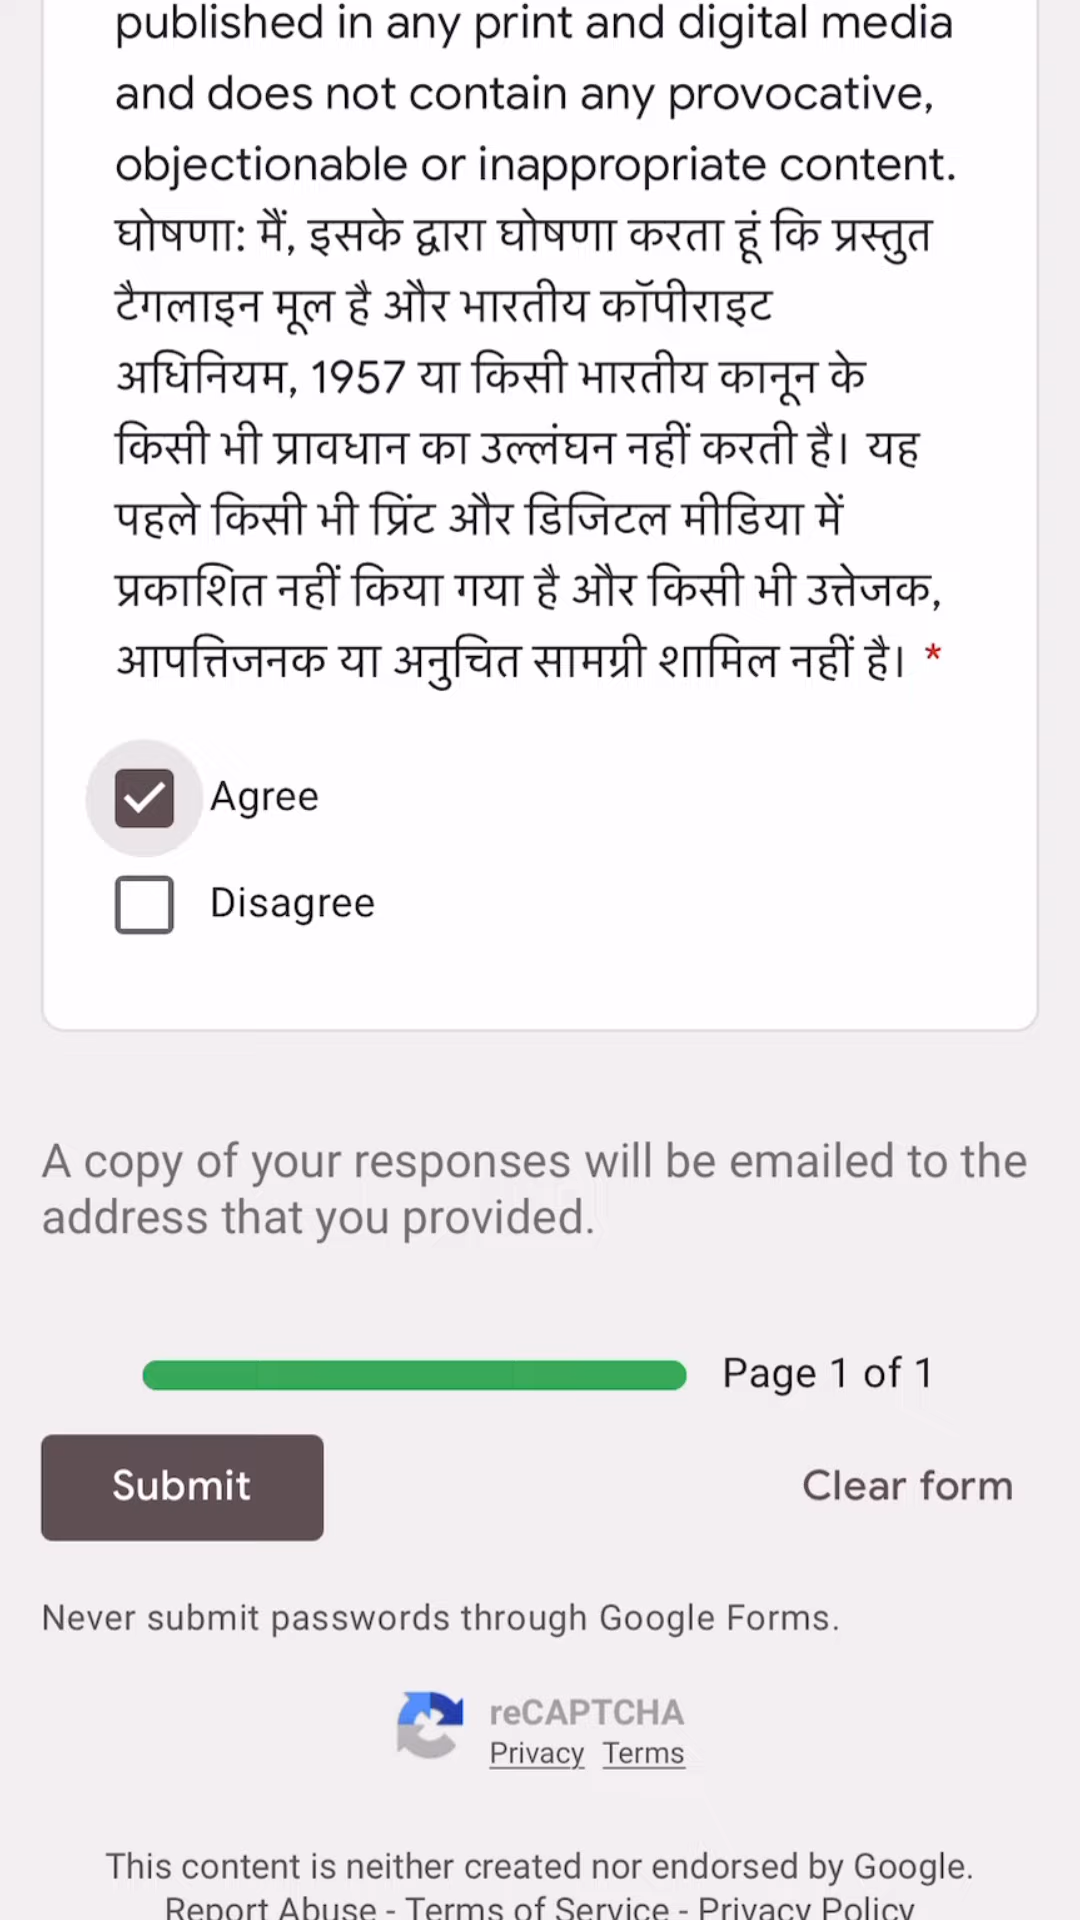 published in any print and digital media
and does not contain any provocative,
objectionable or inappropriate content.
घोषणा: मैं, इसके द्वारा घोषणा करता हूं कि प्रस्तुत
टैगलाइन मूल है और भारतीय कॉपीराइट
अधिनियम, 1957 या किसी भारतीय कानून के
किसी भी प्रावधान का उल्लंघन नहीं करती है। यह
पहले किसी भी प्रिंट और डिजिटल मीडिया में
प्रकाशित नहीं किया गया है और किसी भी उत्तेजक,
आपत्तिजनक या अनुचित सामग्री शामिल नहीं है। *
Agree
Disagree
A copy of your responses will be emailed to the
address that you provided.
Page 1 of 1
Submit
Clear form
Never submit passwords through Google Forms.
reCAPTCHA
Privacy Terms
This content is neither created nor endorsed by Google.
Report Abuse - Terms of Service - Privacy Policy